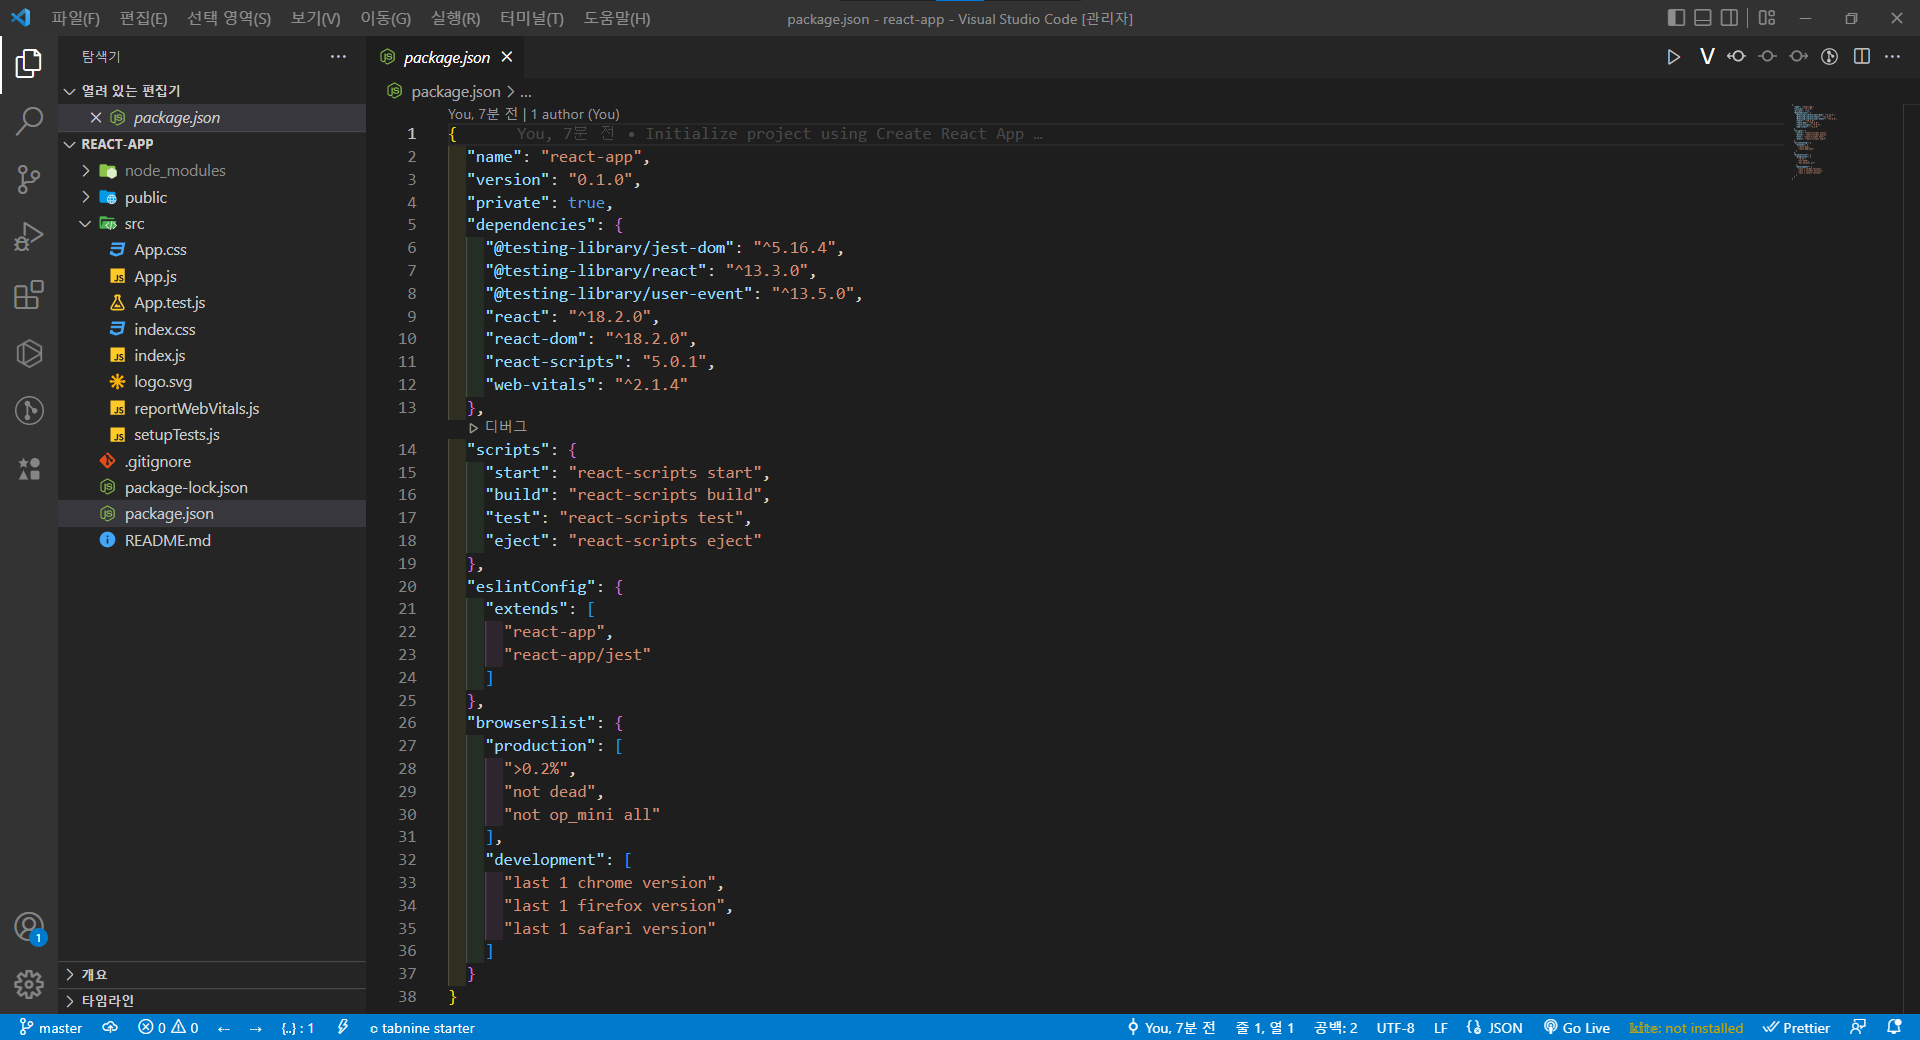 파일(F) 편집(E) 선택 영역(S) 보기(V) 이동(G) 실행(R) 터미널(T) 도움말(H)
package.json - react-app - Visual Studio Code [관리자]
탐색기
열려 있는 편집기
package.json
REACT-APP
node_modules
public
src
App.css
App.js
App.test.js
index.css
index.js
logo.svg
reportWebVitals.js
setupTests.js
.gitignore
package-lock.json
package.json
README.md
개요
타임라인
package.json
package.json > ...
You, 7분 전 | 1 author (You)
1 { You, 7분 전 • Initialize project using Create React App …
2 "name": "react-app",
3 "version": "0.1.0",
4 "private": true,
5 "dependencies": {
6 "@testing-library/jest-dom": "^5.16.4",
7 "@testing-library/react": "^13.3.0",
8 "@testing-library/user-event": "^13.5.0",
9 "react": "^18.2.0",
10 "react-dom": "^18.2.0",
11 "react-scripts": "5.0.1",
12 "web-vitals": "^2.1.4"
13 },
디버그
14 "scripts": {
15 "start": "react-scripts start",
16 "build": "react-scripts build",
17 "test": "react-scripts test",
18 "eject": "react-scripts eject"
19 },
20 "eslintConfig": {
21 "extends": [
22 "react-app",
23 "react-app/jest"
24 ]
25 },
26 "browserslist": {
27 "production": [
28 ">0.2%",
29 "not dead",
30 "not op_mini all"
31 ],
32 "development": [
33 "last 1 chrome version",
34 "last 1 firefox version",
35 "last 1 safari version"
36 ]
37 }
38 }
1
master 0 0 {..} : 1 tabnine starter You, 7분 전 줄 1, 열 1 공백: 2 UTF-8 LF JSON Go Live kite: not installed Prettier